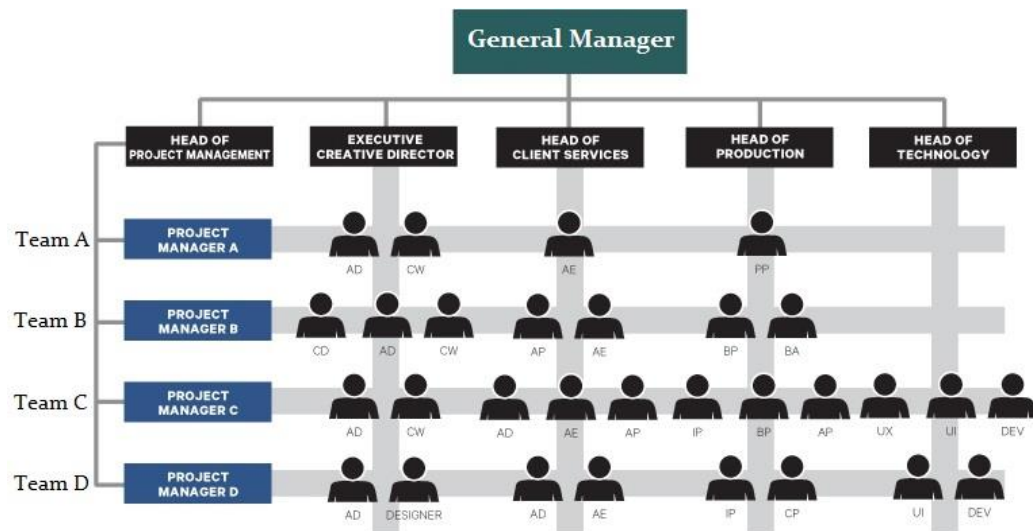 General Manager
HEAD OF
PROJECT MANAGEMENT
EXECUTIVE
CREATIVE DIRECTOR
HEAD OF
CLIENT SERVICES
HEAD OF
PRODUCTION
HEAD OF
TECHNOLOGY
Team A
PROJECT
MANAGER A
AD CW AE PP
Team B
PROJECT
MANAGER B
CD AD CW AP AE BP BA
Team C
PROJECT
MANAGER C
AD CW AD AE AP IP BP AP UX UI DEV
Team D
PROJECT
MANAGER D
AD DESIGNER AD AE IP CP UI DEV